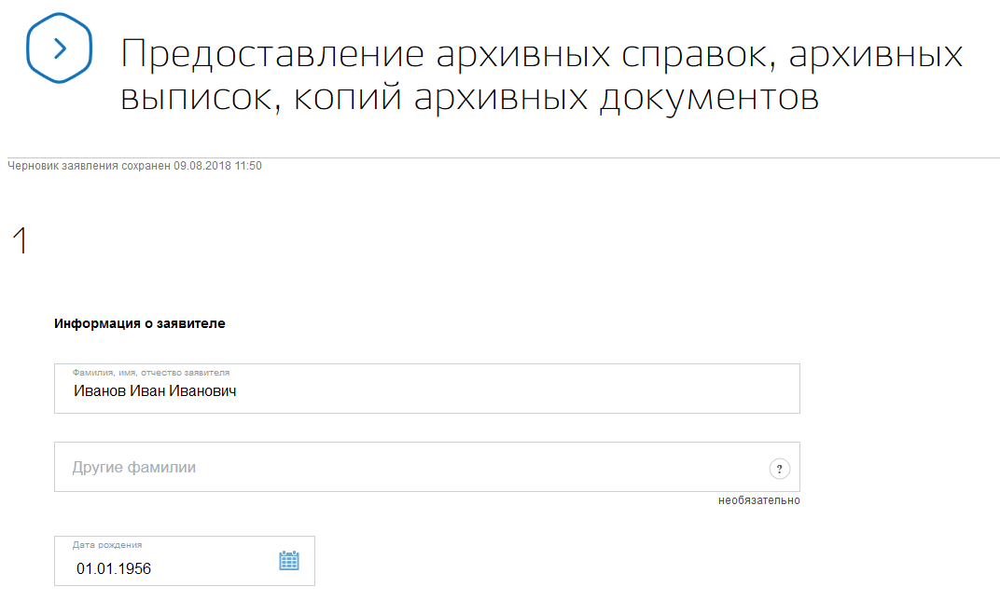 Предоставление архивных справок, архивных
выписок, копий архивных документов
Черновик заявления сохранен 09.08.2018 11:50
1
Информация о заявителе
Фамилия, имя, отчество заявителя
Иванов Иван Иванович
Другие фамилии ?
необязательно
Дата рождения
01.01.1956